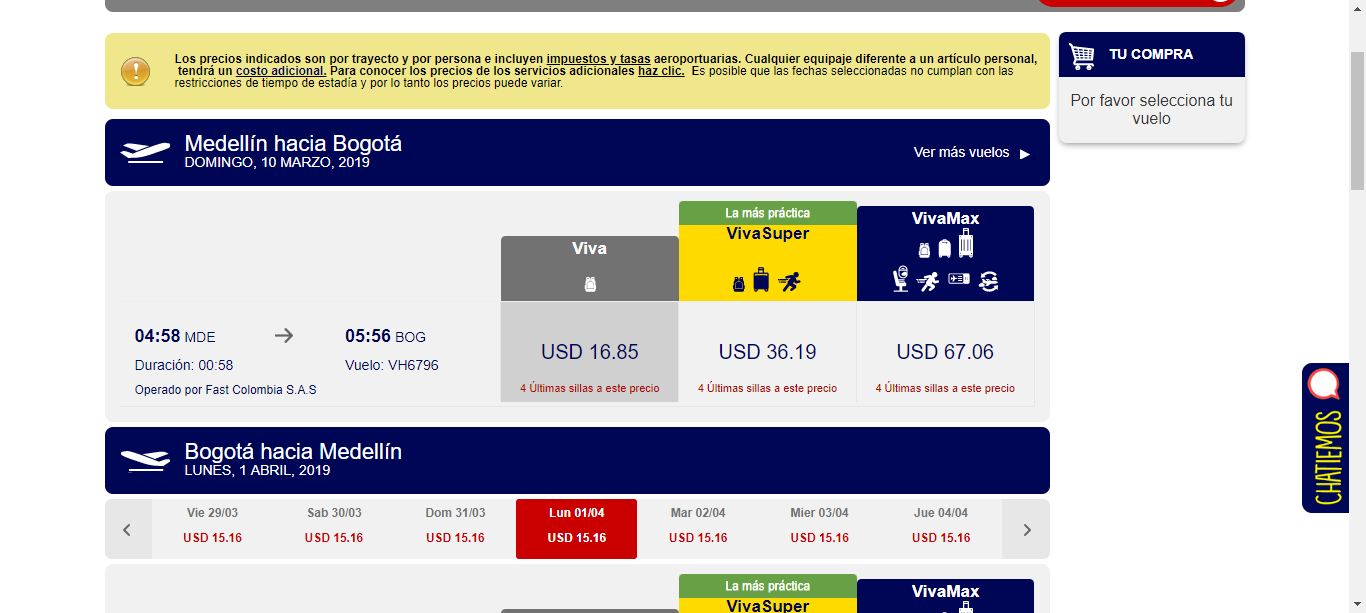 Los precios indicados son por trayecto y por persona e incluyen impuestos y tasas aeroportuarias. Cualquier equipaje diferente a un artículo personal,
tendrá un costo adicional. Para conocer los precios de los servicios adicionales haz clic. Es posible que las fechas seleccionadas no cumplan con las
restricciones de tiempo de estadía y por lo tanto los precios puede variar.
TU COMPRA
Por favor selecciona tu
vuelo
Medellín hacia Bogotá
DOMINGO, 10 MARZO, 2019
Ver más vuelos
Viva
La más práctica
VivaSuper
VivaMax
04:58 MDE
05:56 BOG
Duración: 00:58
Vuelo: VH6796
Operado por Fast Colombia S.A.S
USD 16.85
4 Últimas sillas a este precio
USD 36.19
4 Últimas sillas a este precio
USD 67.06
4 Últimas sillas a este precio
CHATIEMOS
Bogotá hacia Medellín
LUNES, 1 ABRIL, 2019
Vie 29/03
USD 15.16
Sab 30/03
USD 15.16
Dom 31/03
USD 15.16
Lun 01/04
USD 15.16
Mar 02/04
USD 15.16
Mier 03/04
USD 15.16
Jue 04/04
USD 15.16
La más práctica
VivaSuper
VivaMax